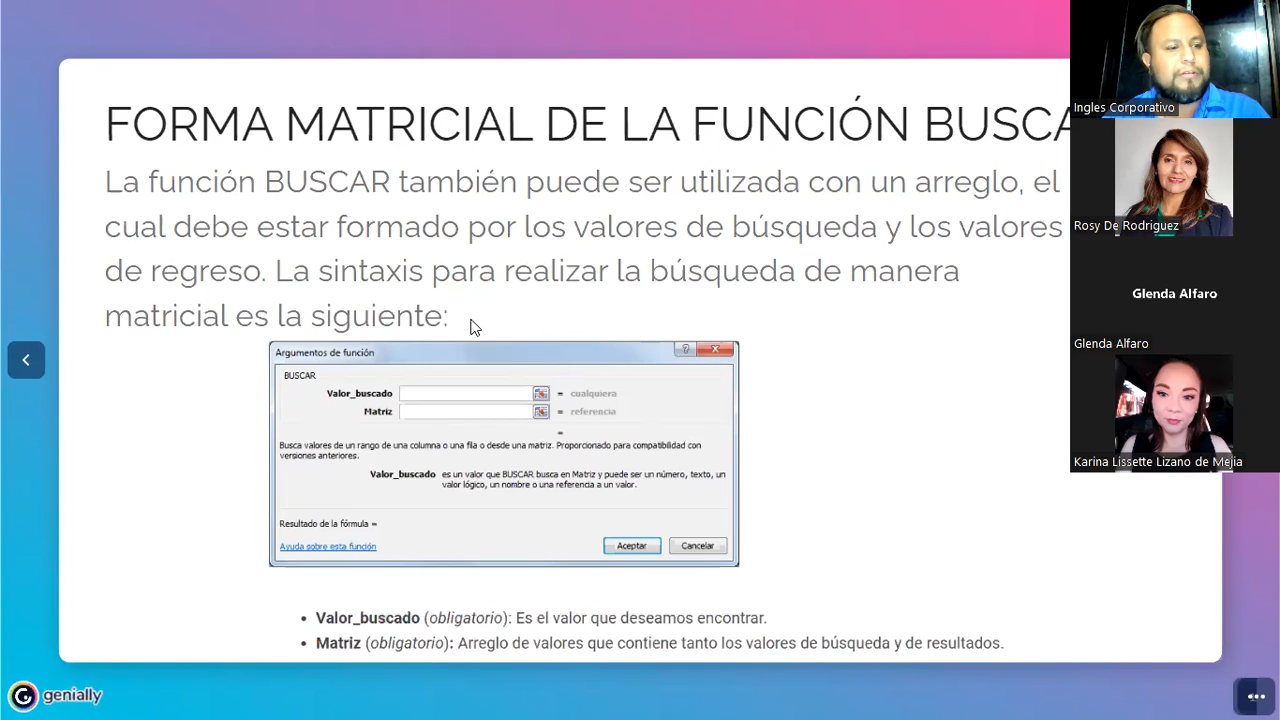 FORMA MATRICIAL DE LA FUNCIÓN BUSCA
La función BUSCAR también puede ser utilizada con un arreglo, el
cual debe estar formado por los valores de búsqueda y los valores
de regreso. La sintaxis para realizar la búsqueda de manera
matricial es la siguiente:
Argumentos de función
?
BUSCAR
Valor_buscado = cualquiera
Matriz = referencia
=
Busca valores de un rango de una columna o una fila o desde una matriz. Proporcionado para compatibilidad con
versiones anteriores.
Valor_buscado es un valor que BUSCAR busca en Matriz y puede ser un número, texto, un
valor lógico, un nombre o una referencia a un valor.
Resultado de la fórmula =
Ayuda sobre esta función
Aceptar
Cancelar
• Valor_buscado (obligatorio): Es el valor que deseamos encontrar.
• Matriz (obligatorio): Arreglo de valores que contiene tanto los valores de búsqueda y de resultados.
genially
Ingles Corporativo
Rosy De Rodriguez
Glenda Alfaro
Glenda Alfaro
Karina Lissette Lizano de Mejia